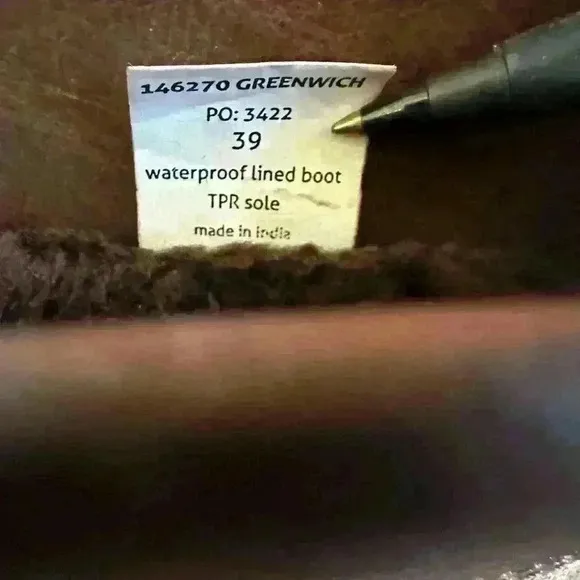 146270 GREENWICH
PO: 3422
39
waterproof lined boot
TPR sole
made in india